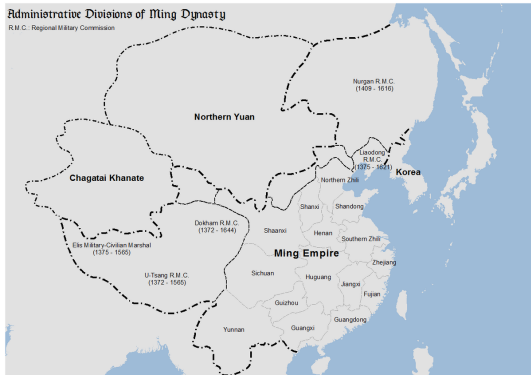 Administrative Divisions of Ming Dynasty
R.M.C.: Regional Military Commission
Nurgan R.M.C.
(1409 - 1616)
Northern Yuan
Liaodong
R.M.C.
(1375 - 1621)
Korea
Chagatai Khanate
Northern Zhili
Shanxi
Shandong
Dokham R.M.C.
(1372 - 1644)
Shaanxi
Henan
Southern Zhili
Elis Military-Civilian Marshal
(1375 - 1565)
Ming Empire
Zhejiang
U-Tsang R.M.C.
(1372 - 1565)
Sichuan
Huguang
Jiangxi
Fujian
Guizhou
Yunnan
Guangxi
Guangdong